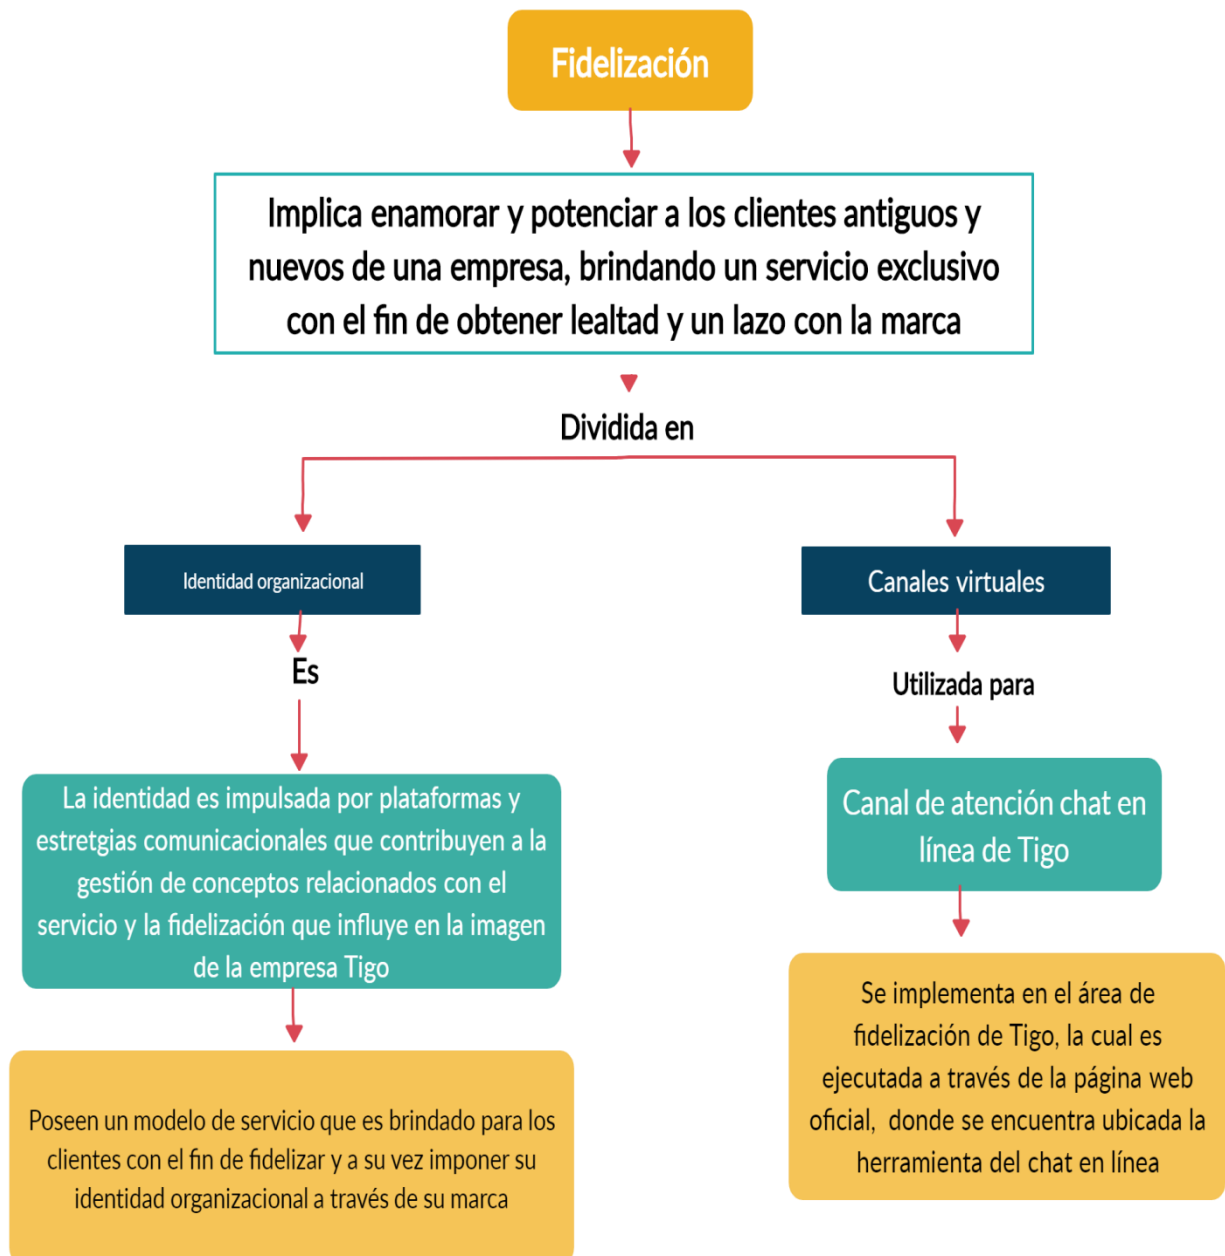 Fidelización
Implica enamorar y potenciar a los clientes antiguos y
nuevos de una empresa, brindando un servicio exclusivo
con el fin de obtener lealtad y un lazo con la marca
Dividida en
Identidad organizacional
Es
La identidad es impulsada por plataformas y
estretgias comunicacionales que contribuyen a la
gestión de conceptos relacionados con el
servicio y la fidelización que influye en la imagen
de la empresa Tigo
Poseen un modelo de servicio que es brindado para los
clientes con el fin de fidelizar y a su vez imponer su
identidad organizacional a través de su marca
Canales virtuales
Utilizada para
Canal de atención chat en
línea de Tigo
Se implementa en el área de
fidelización de Tigo, la cual es
ejecutada a través de la página web
oficial, donde se encuentra ubicada la
herramienta del chat en línea